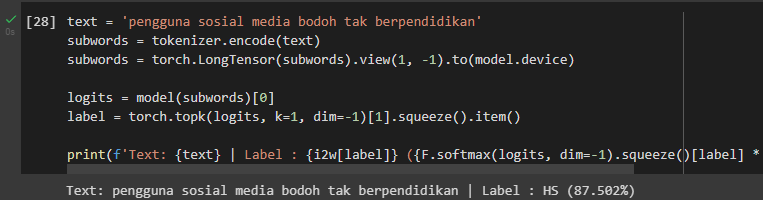 [28] text = 'pengguna sosial media bodoh tak berpendidikan'
0s
subwords = tokenizer.encode(text)
subwords = torch.LongTensor(subwords).view(1, -1).to(model.device)
logits = model(subwords)[0]
label = torch.topk(logits, k=1, dim=-1)[1].squeeze().item()
print(f'Text: {text} | Label : {i2w[label]} ({F.softmax(logits, dim=-1).squeeze()[label] *
Text: pengguna sosial media bodoh tak berpendidikan | Label : HS (87.502%)